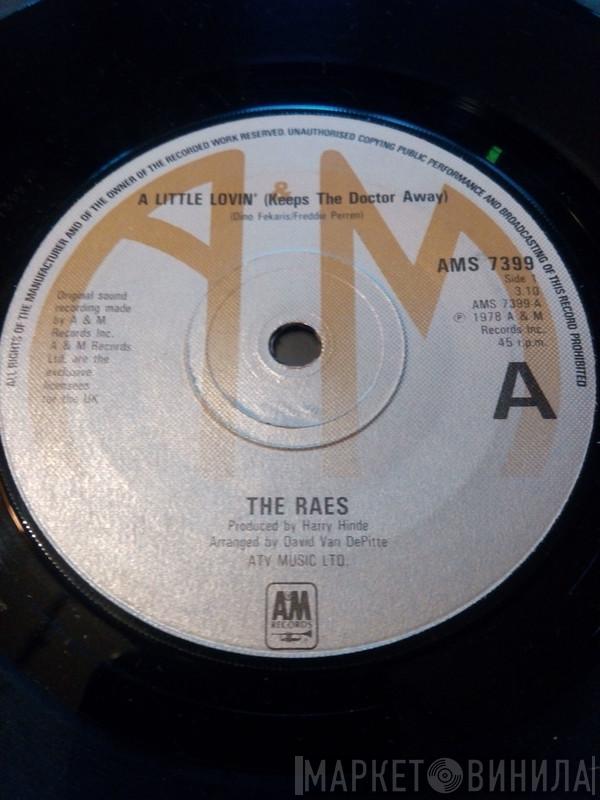 ALL RIGHTS OF THE MANUFACTURER AND OF THE OWNER OF THE RECORDED WORK RESERVED. UNAUTHORISED COPYING PUBLIC PERFORMANCE AND BROADCASTING OF THIS RECORD PROHIBITED
A&M
A LITTLE LOVIN' (Keeps The Doctor Away)
(Dino Fekaris/Freddie Perren)
AMS 7399
Side 1
3.10
AMS 7399 A
℗ 1978 A & M
Records Inc.
45 r.p.m.
A
Original sound
recording made
by A & M
Records Inc.
A & M Records
Ltd. are the
exclusive
licensees
for the UK
THE RAES
Produced by Harry Hinde
Arranged by David Van DePitte
ATV MUSIC LTD.
A&M
RECORDS
МАРКЕТ ВИНИЛА